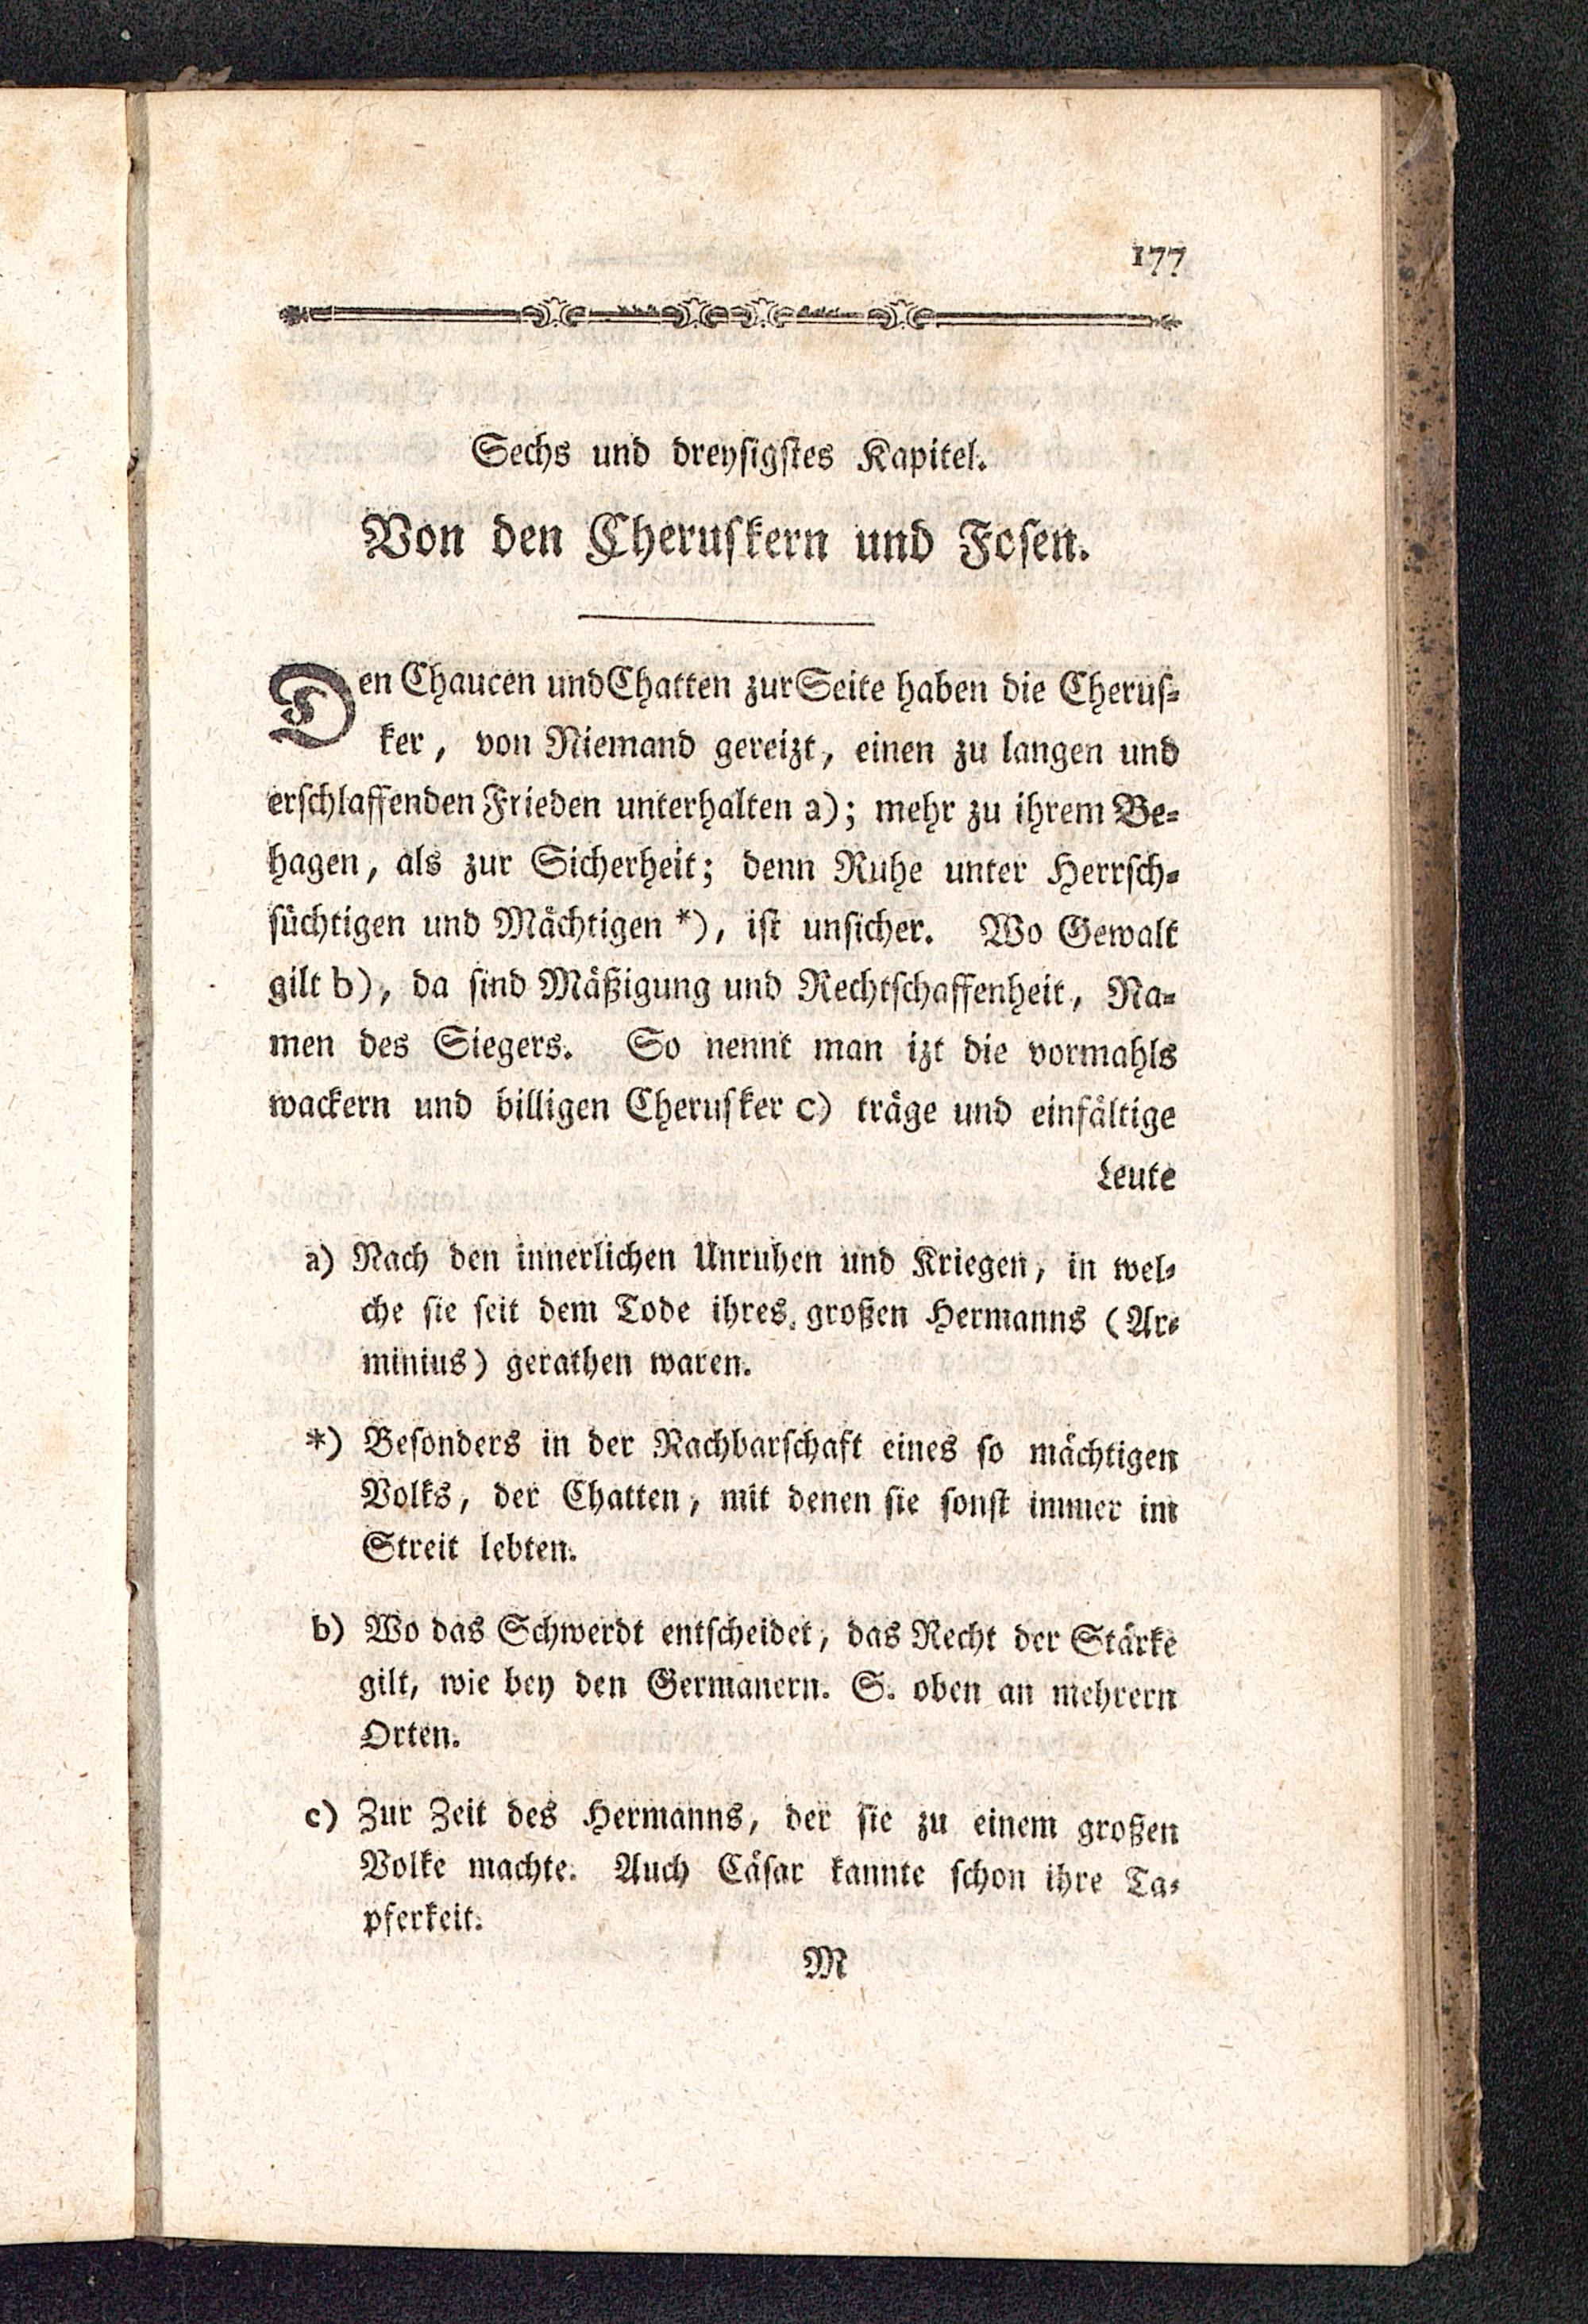 177
Sechs und dreysigstes Kapitel.
Von den Cheruskern und Fosen.
Den Chaucen und Chatten zur Seite haben die Cherus-
ker, von Niemand gereizt, einen zu langen und
erschlaffenden Frieden unterhalten a); mehr zu ihrem Be-
hagen, als zur Sicherheit; denn Ruhe unter Herrsch-
süchtigen und Mächtigen *), ist unsicher. Wo Gewalt
gilt b), da sind Mäßigung und Rechtschaffenheit, Na-
men des Siegers. So nennt man izt die vormahls
wackern und billigen Cherusker c) träge und einfältige
Leute
a) Nach den innerlichen Unruhen und Kriegen, in wel-
che sie seit dem Tode ihres großen Hermanns (Ar-
minius) gerathen waren.
*) Besonders in der Nachbarschaft eines so mächtigen
Volks, der Chatten, mit denen sie sonst immer im
Streit lebten.
b) Wo das Schwerdt entscheidet, das Recht der Stärke
gilt, wie bey den Germanern. S. oben an mehrern
Orten.
c) Zur Zeit des Hermanns, der sie zu einem großen
Volke machte. Auch Cäsar kannte schon ihre Ta-
pferkeit.
M